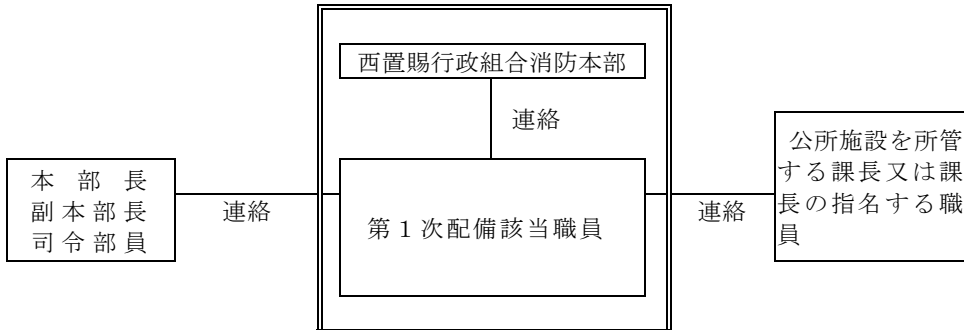 西置賜行政組合消防本部
連絡
本部長
副本部長
司令部員
連絡
第1次配備該当職員
連絡
公所施設を所管
する課長又は課
長の指名する職
員